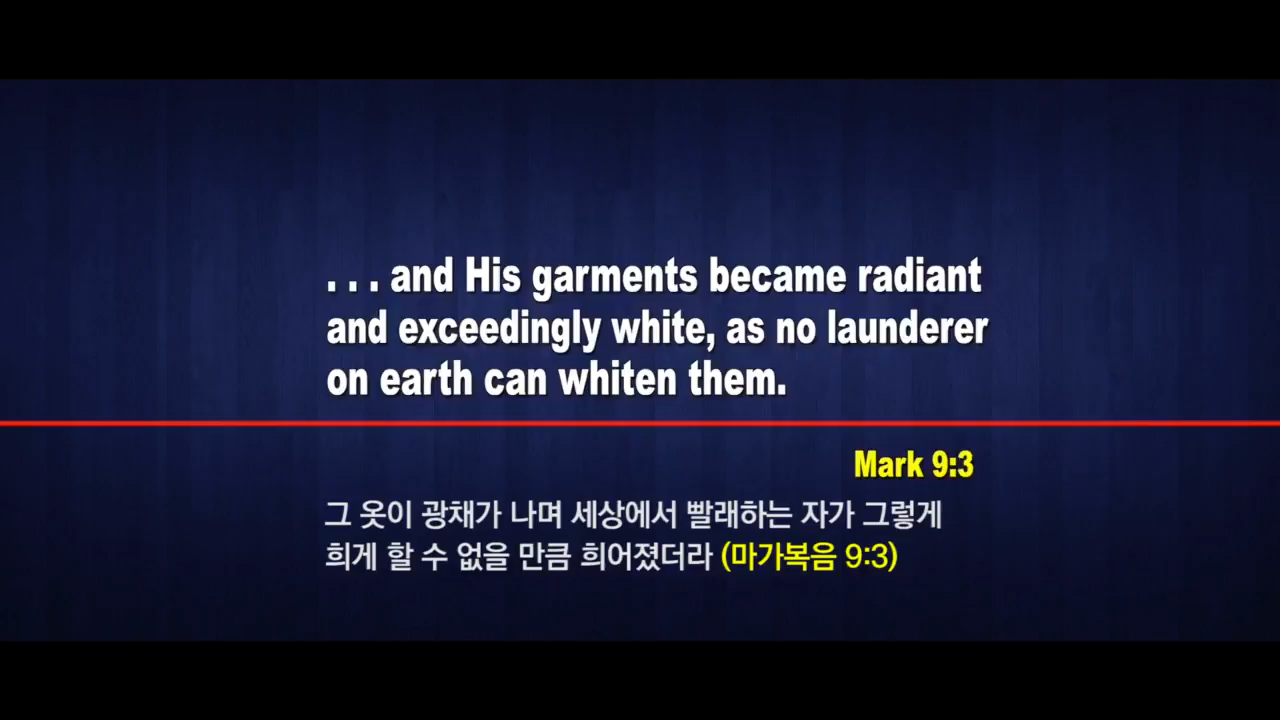 . . . and His garments became radiant
and exceedingly white, as no launderer
on earth can whiten them.
Mark 9:3
그 옷이 광채가 나며 세상에서 빨래하는 자가 그렇게
희게 할 수 없을 만큼 희어졌더라 (마가복음 9:3)